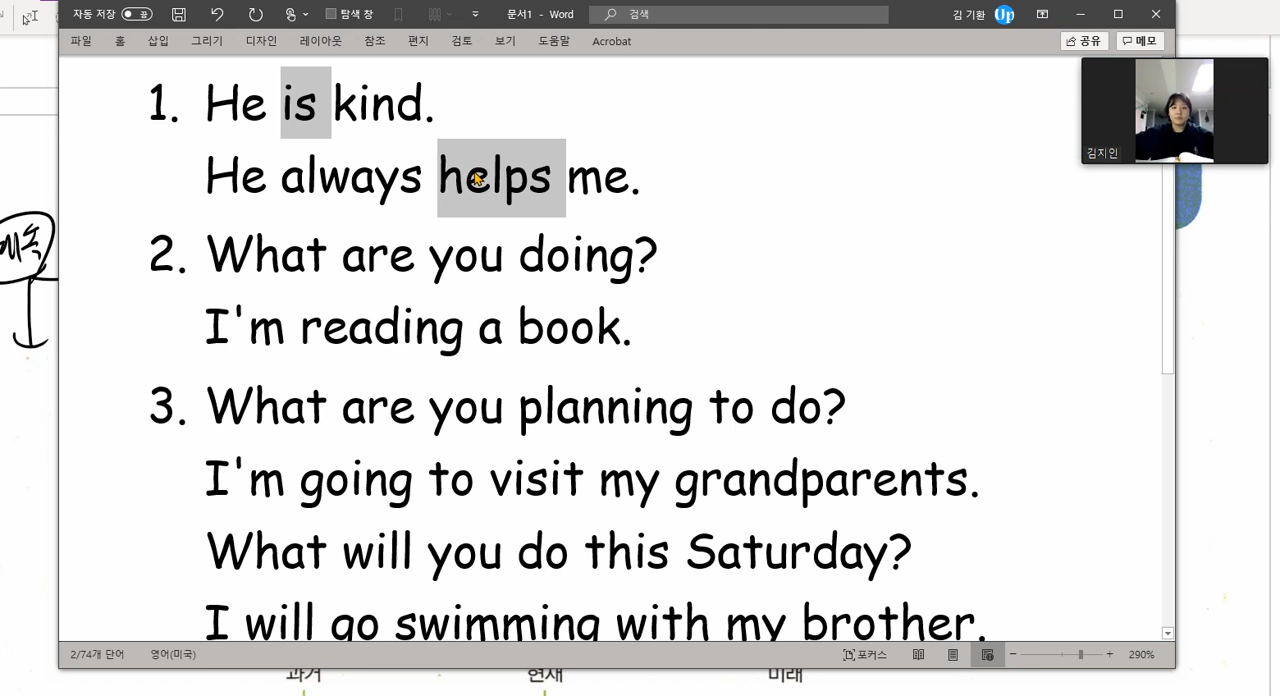 자동 저장 끔 탐색 창 문서1 - Word 검색 김 기환 Up
파일 홈 삽입 그리기 디자인 레이아웃 참조 편지 검토 보기 도움말 Acrobat 공유 메모
1. He is kind.
He always helps me.
김지인
2. What are you doing?
I'm reading a book.
3. What are you planning to do?
I'm going to visit my grandparents.
What will you do this Saturday?
I will go swimming with my brother.
2/74개 단어 영어(미국) 포커스 290%
과거 현재 미래